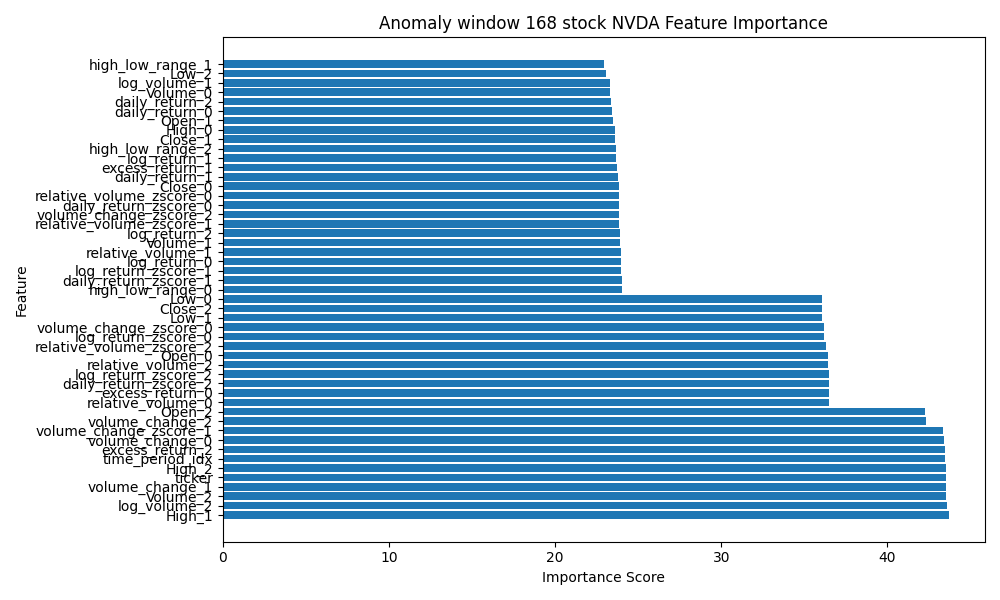 Anomaly window 168 stock NVDA Feature Importance
high_low_range_1
Low_2
log_volume_1
Volume_0
daily_return_2
daily_return_0
Open_1
High_0
Close_1
high_low_range_2
log_return_1
excess_return_1
daily_return_1
Close_0
relative_volume_zscore_0
daily_return_zscore_0
volume_change_zscore_2
relative_volume_zscore_1
log_return_2
Volume_1
relative_volume_1
log_return_0
log_return_zscore_1
daily_return_zscore_1
high_low_range_0
Low_0
Close_2
Low_1
volume_change_zscore_0
log_return_zscore_0
relative_volume_zscore_2
Open_0
relative_volume_2
log_return_zscore_2
daily_return_zscore_2
excess_return_0
relative_volume_0
Open_2
volume_change_2
volume_change_zscore_1
volume_change_0
excess_return_2
time_period_idx
High_2
ticker
volume_change_1
Volume_2
log_volume_2
High_1
Feature
0 10 20 30 40
Importance Score